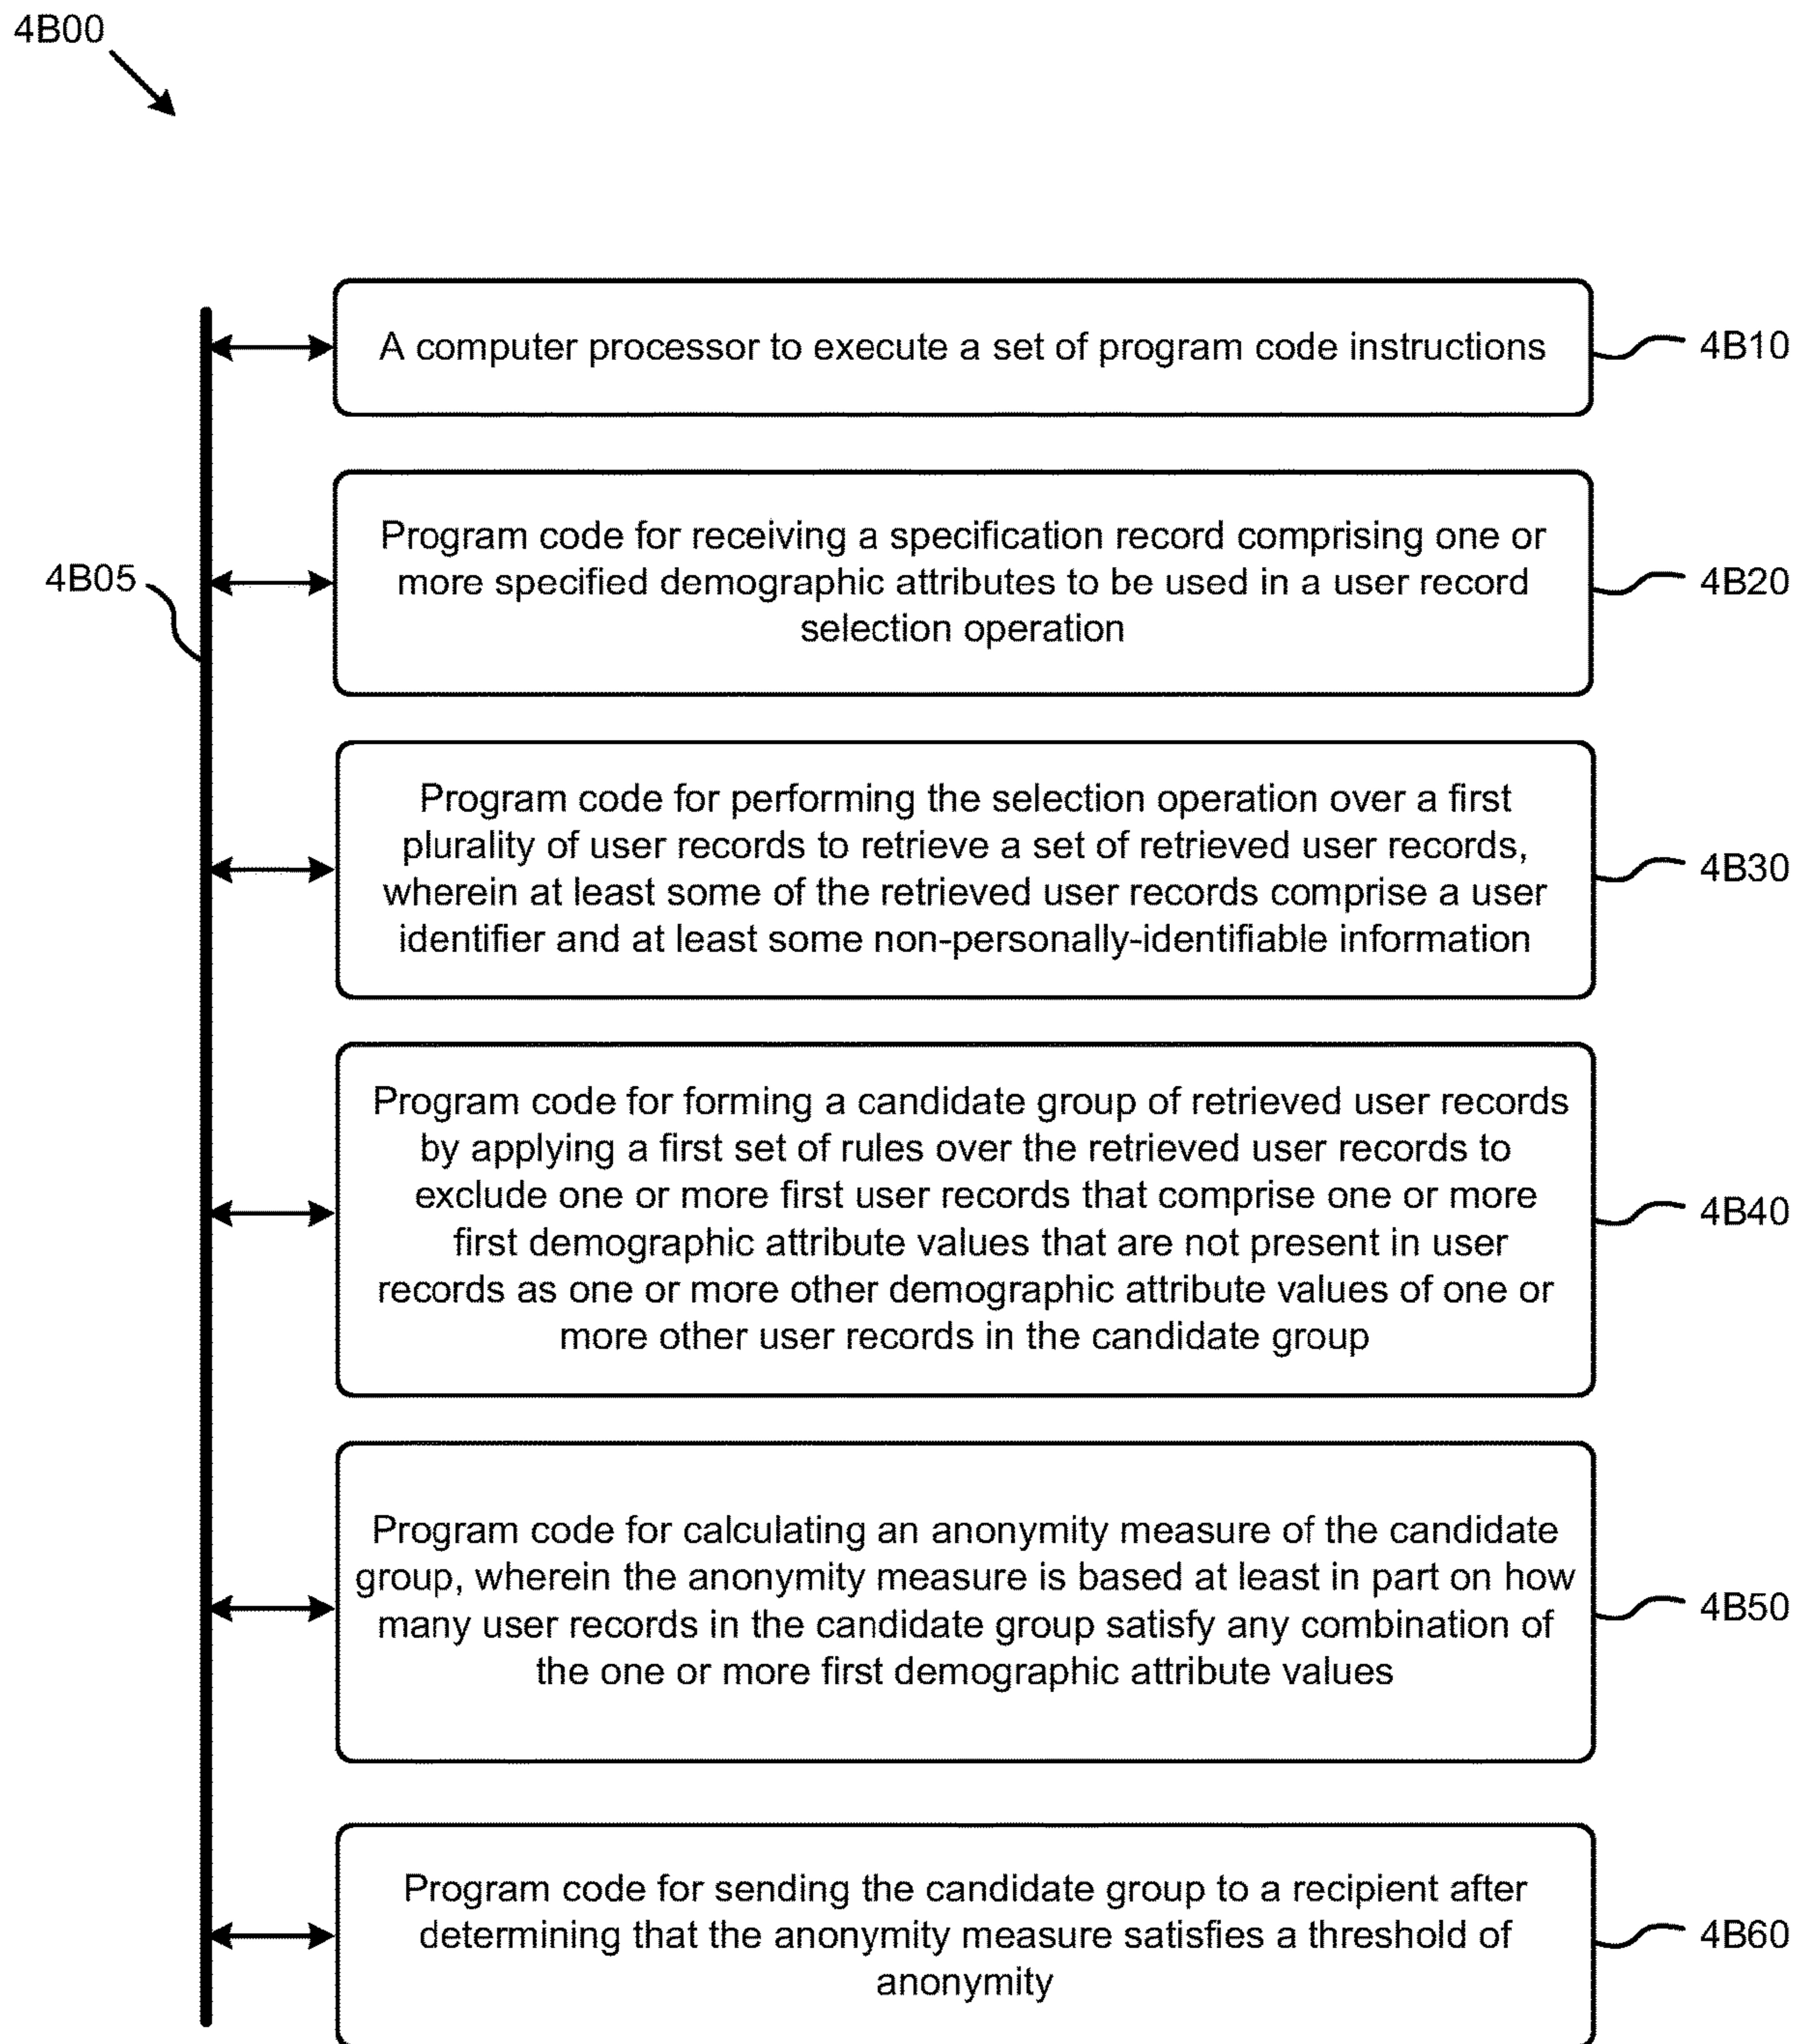 4B00
A computer processor to execute a set of program code instructions
4B10
Program code for receiving a specification record comprising one or
more specified demographic attributes to be used in a user record
selection operation
4B05
4B20
Program code for performing the selection operation over a first
plurality of user records to retrieve a set of retrieved user records,
wherein at least some of the retrieved user records comprise a user
identifier and at least some non-personally-identifiable information
4B30
Program code for forming a candidate group of retrieved user records
by applying a first set of rules over the retrieved user records to
exclude one or more first user records that comprise one or more
first demographic attribute values that are not present in user
records as one or more other demographic attribute values of one or
more other user records in the candidate group
4B40
Program code for calculating an anonymity measure of the candidate
group, wherein the anonymity measure is based at least in part on how
many user records in the candidate group satisfy any combination of
the one or more first demographic attribute values
4B50
Program code for sending the candidate group to a recipient after
determining that the anonymity measure satisfies a threshold of
anonymity
4B60